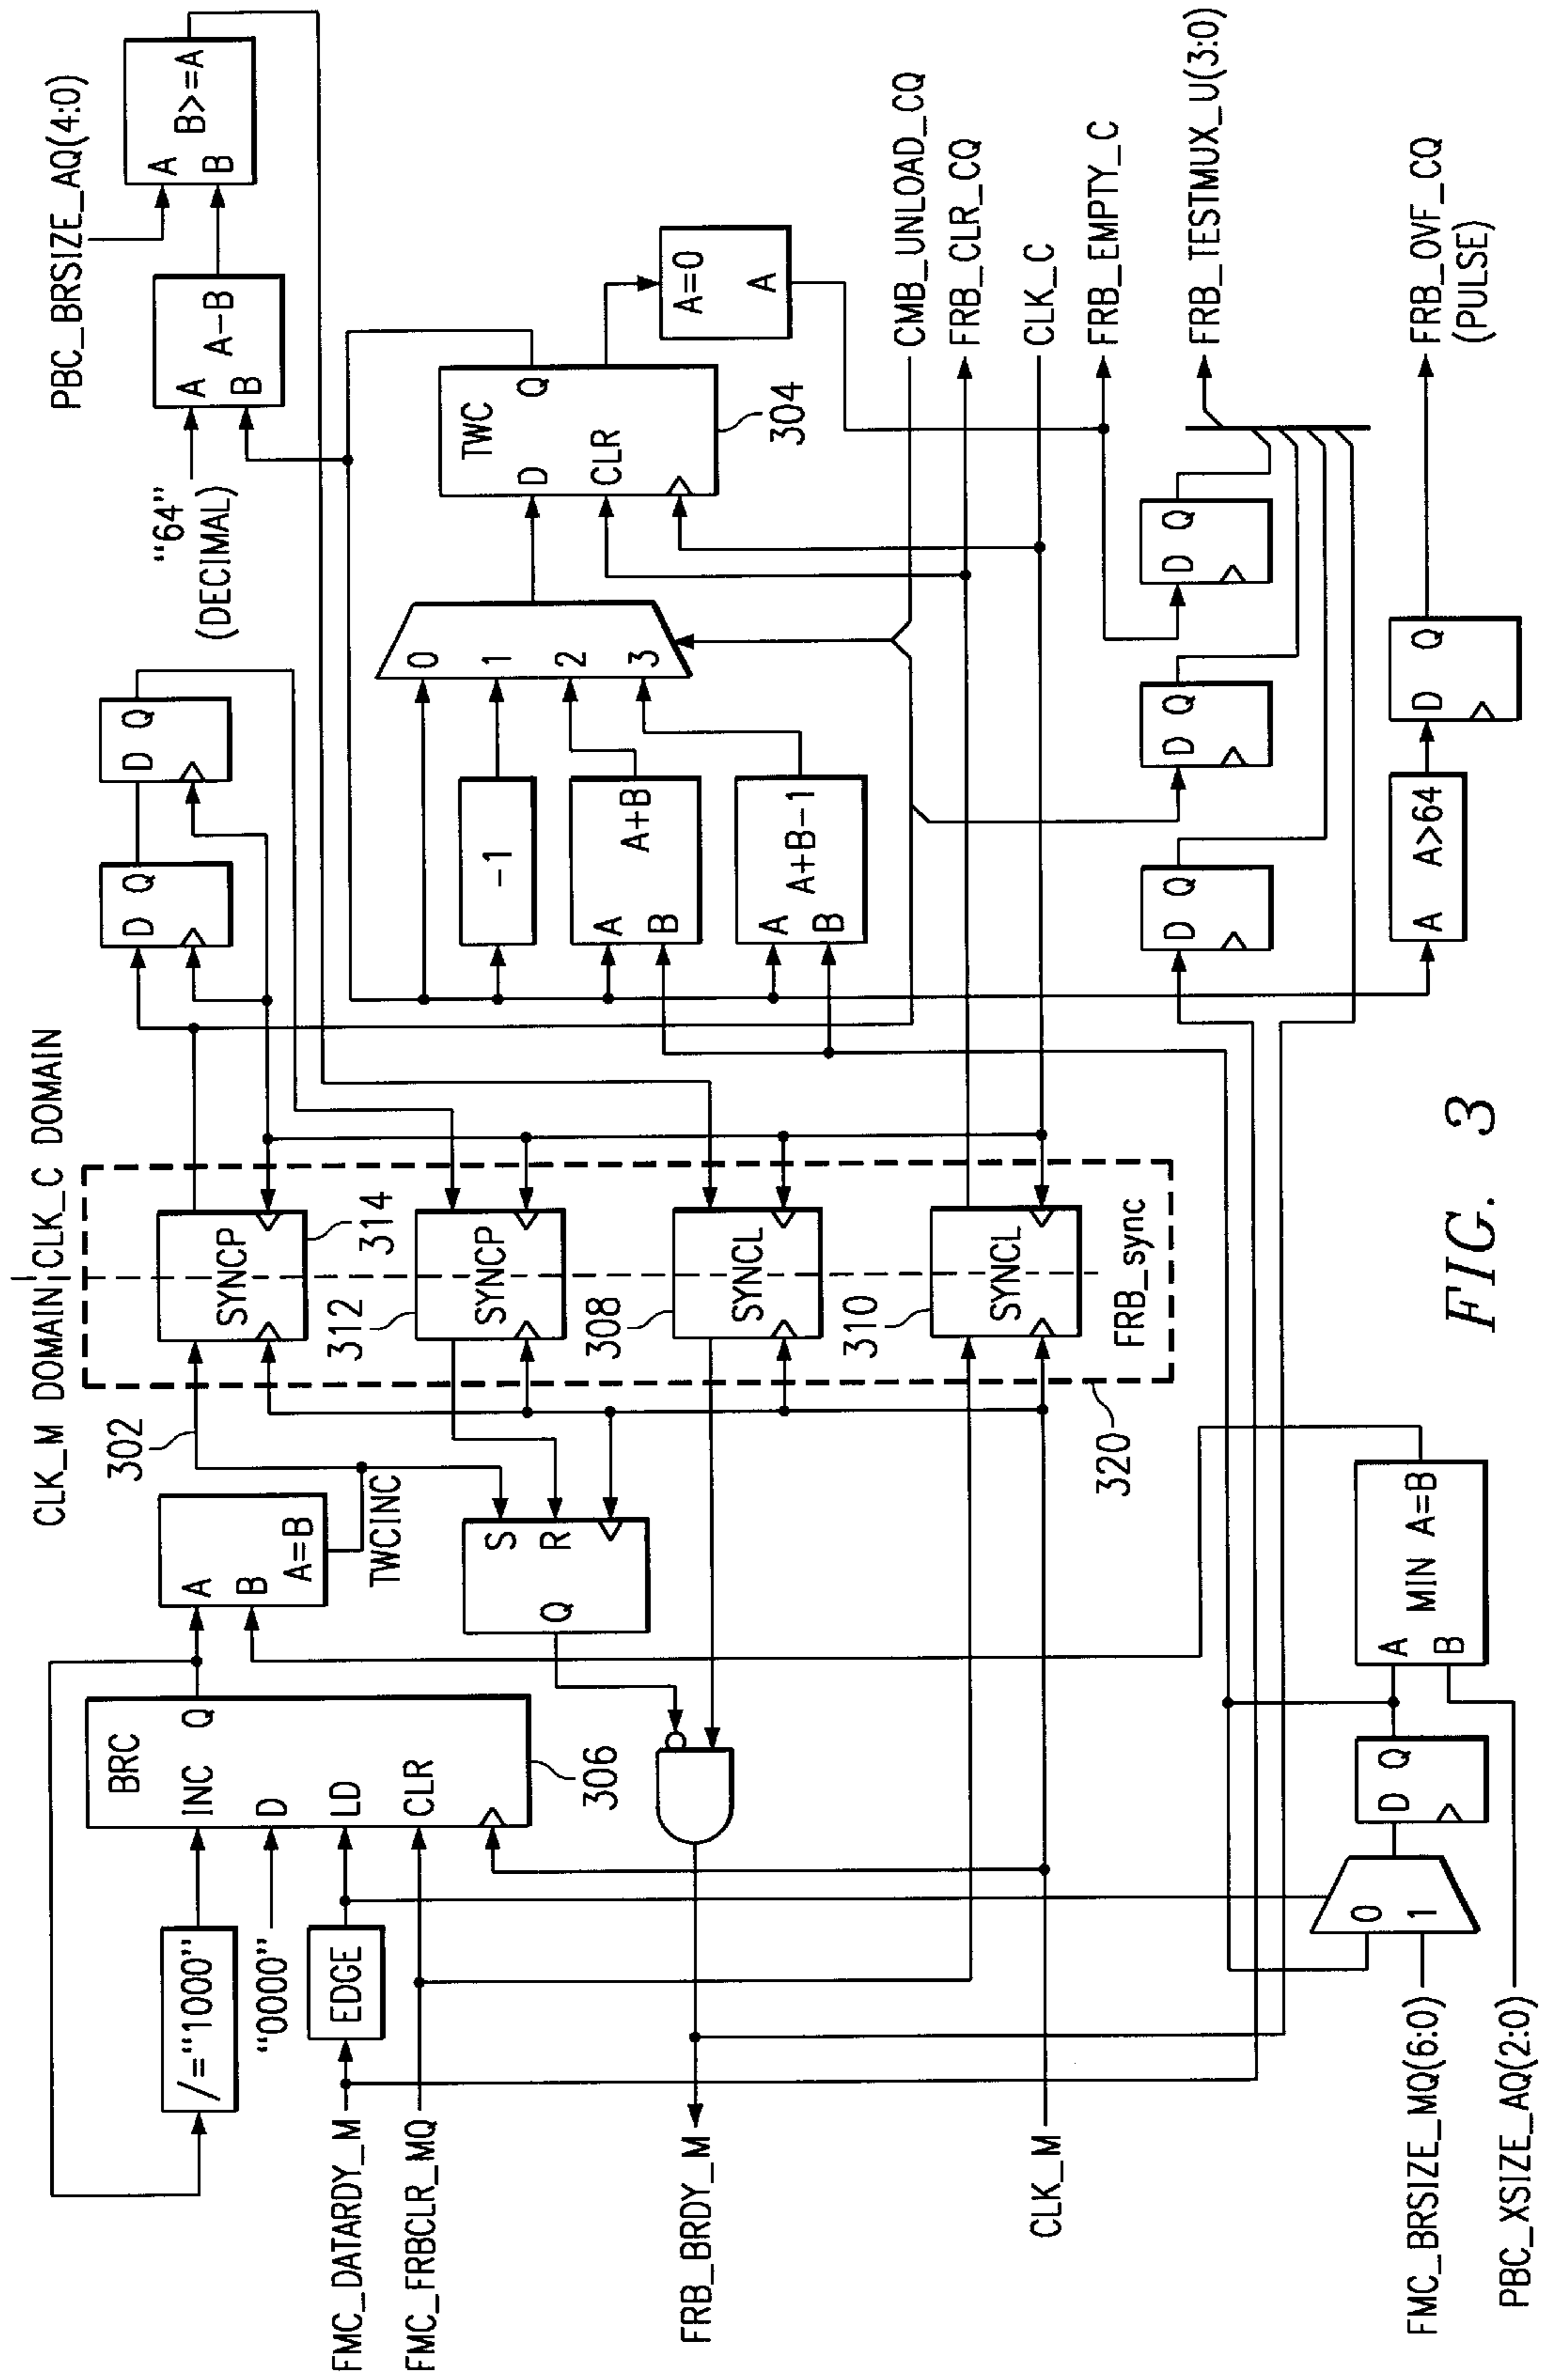 CLK_M DOMAIN CLK_C DOMAIN
PBC_BRSIZE_AQ(4:0)
A
B>=A
B
A
A-B
B
"64"
(DECIMAL)
D Q
D Q
/="1000"
"0000"
EDGE
BRC
INC Q
D
LD
CLR
306
A
B
A=B
TWCINC
302
SYNCP
314
SYNCP
312
SYNCL
308
SYNCL
310
FRB_sync
320
S
R
Q
-1
A
A+B
B
A
A+B-1
B
0
1
2
3
TWC
D Q
CLR
304
A=0
A
FMC_DATARDY_M
FMC_FRBCLR_MQ
FRB_BRDY_M
CLK_M
FMC_BRSIZE_MQ(6:0)
PBC_XSIZE_AQ(2:0)
0
1
D Q
A
MIN A=B
B
D Q
D Q
D Q
A A>64
D Q
CMB_UNLOAD_CQ
FRB_CLR_CQ
CLK_C
FRB_EMPTY_C
FRB_TESTMUX_U(3:0)
FRB_OVF_CQ
(PULSE)
FIG. 3